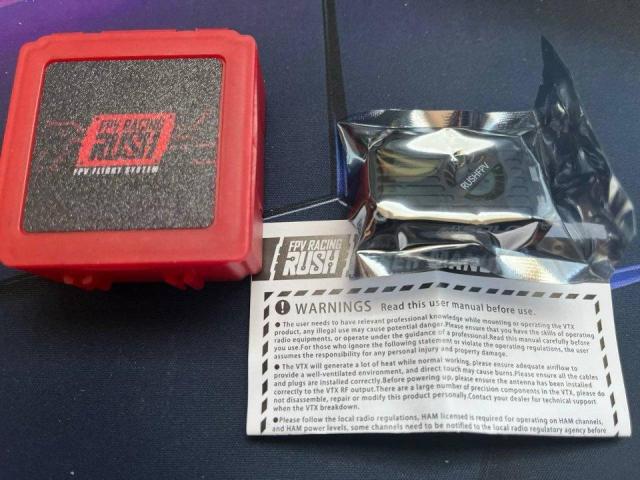 FPV RACING
RUSH
FPV FLIGHT SYSTEM
RUSHFPV
FPV RACING
RUSH
WARNINGS Read this user manual before use.
● The user needs to have relevant professional knowledge while mounting or operating the VTX
product, any illegal use may cause potential danger.Please ensure that you have the skills of operating
radio equipments, or operate under the guidance of a professional.Read this manual carefully before
you use.For those who ignore the following statement or violate the operating regulations, the user
assumes the responsibility for any personal injury and property damage.
● The VTX will generate a lot of heat while normal working, please ensure adequate airflow to
provide a well-ventilated environment, and direct touch may cause burns.Please ensure all the cables
and plugs are installed correctly.Before powering up, please ensure the antenna has been installed
correctly to the VTX RF output.There are a large number of precision components in the VTX, please do
not disassemble, repair or modify this product personally.Contact your dealer for technical support
when the VTX breakdown.
●Please follow the local radio regulations, HAM licensed is required for operating on HAM channels,
and HAM power levels, some channels need to be notified to the local radio regulatory agency before